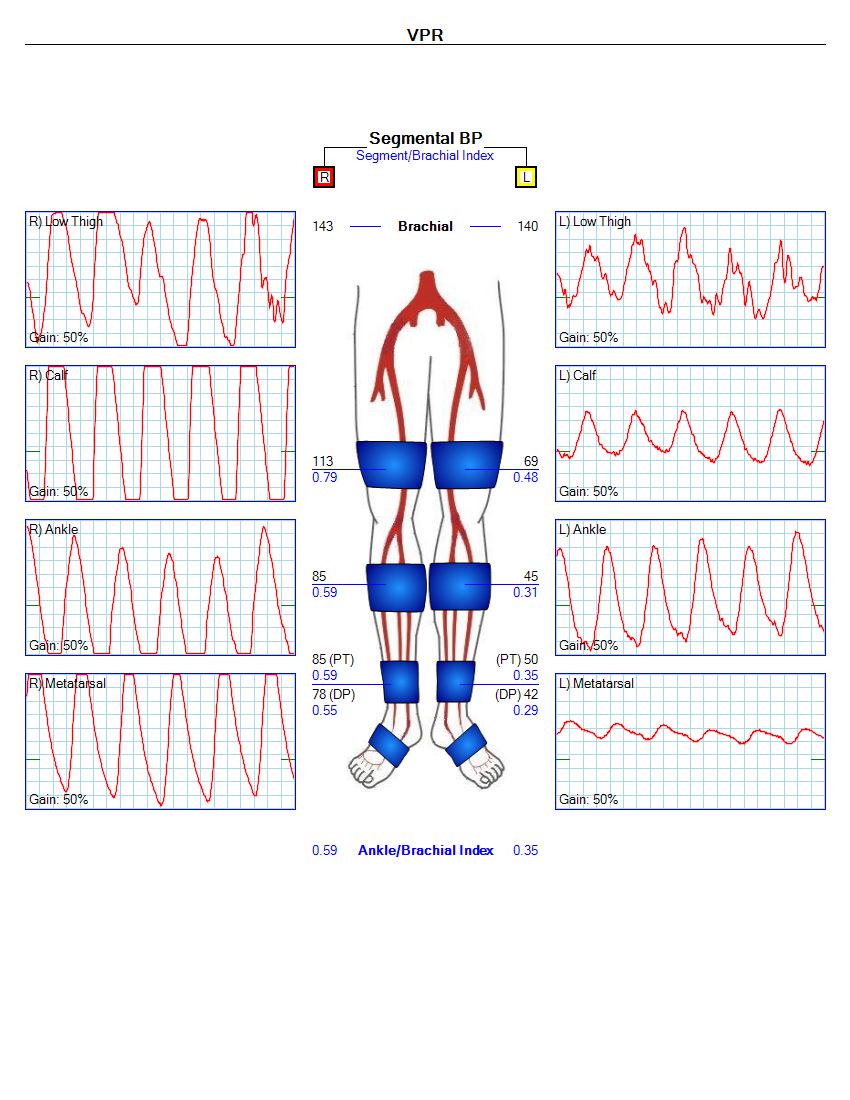 VPR
Segmental BP
Segment/Brachial Index
R L
R) Low Thigh
Gain: 50%
143 Brachial 140
L) Low Thigh
Gain: 50%
R) Calf
Gain: 50%
L) Calf
Gain: 50%
113 69
0.79 0.48
R) Ankle
Gain: 50%
85 45
0.59 0.31
L) Ankle
Gain: 50%
R) Metatarsal
Gain: 50%
85 (PT) (PT) 50
0.59 0.35
78 (DP) (DP) 42
0.55 0.29
L) Metatarsal
Gain: 50%
0.59 Ankle/Brachial Index 0.35